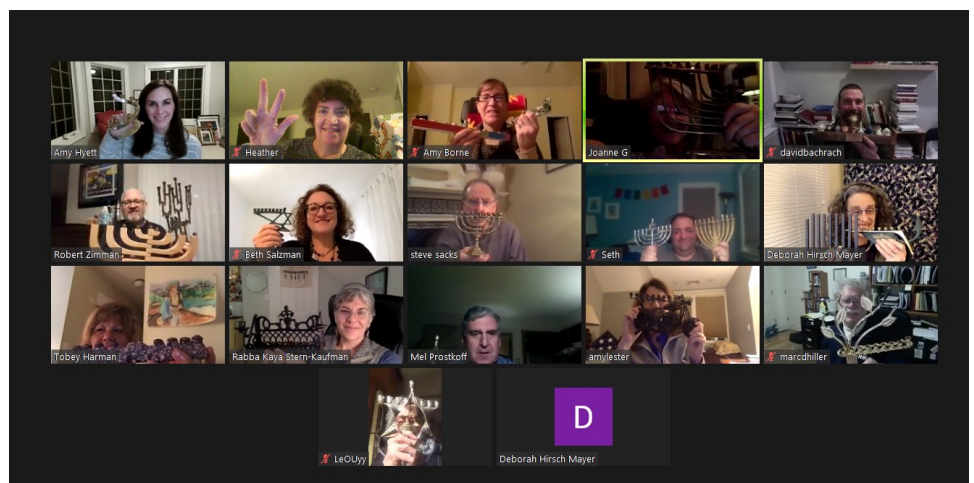 Amy Hyett
Heather
Amy Borne
Joanne G
davidbachrach
Robert Zimman
Beth Salzman
steve sacks
Seth
Deborah Hirsch Mayer
Tobey Harman
Rabba Kaya Stern-Kaufman
Mel Prostkoff
amylester
marcdhiller
LeOUyy
D
Deborah Hirsch Mayer